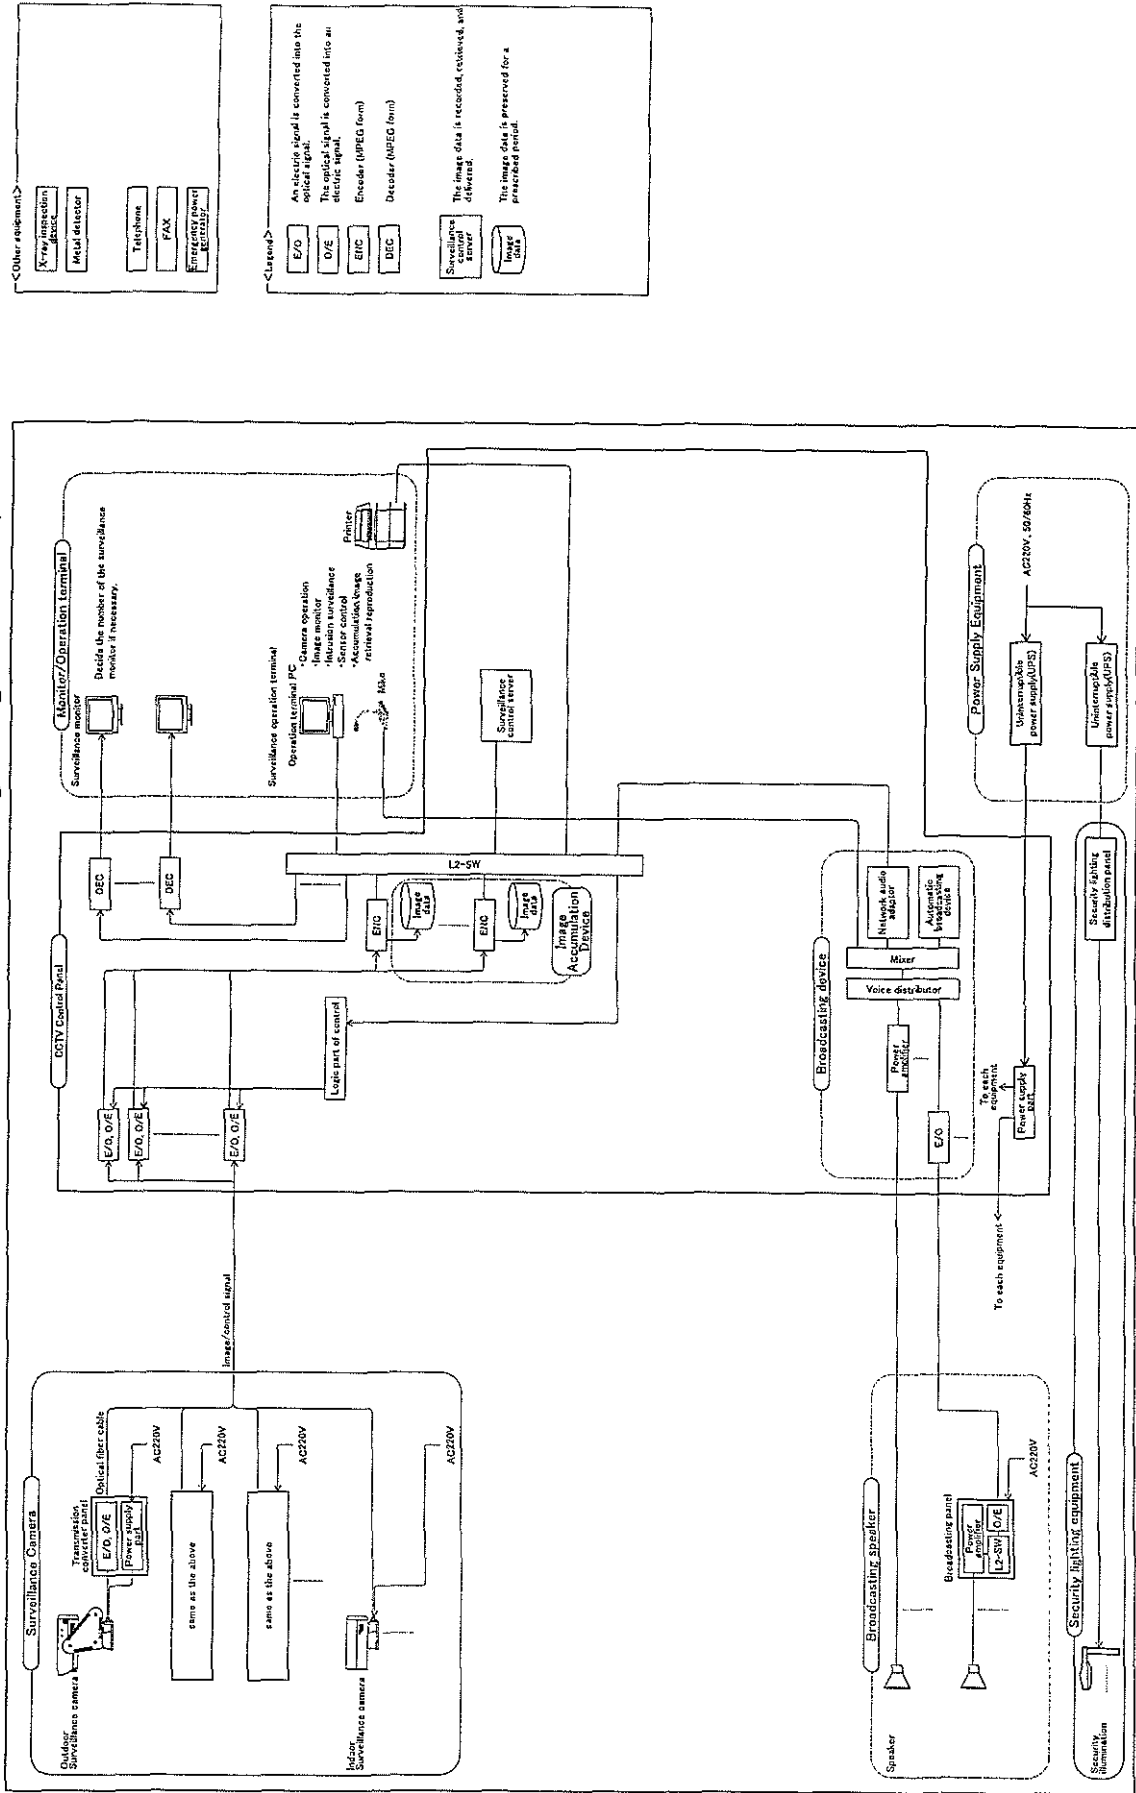 Surveillance Camera
Outdoor
Surveillance camera
Transmission
converter panel
E/O, O/E
Power supply
part
Optical fiber cable
AC220V
same as the above
AC220V
same as the above
AC220V
Indoor
Surveillance camera
AC220V
Image/control signal
CCTV Control Panel
E/O, O/E
E/O, O/E
E/O, O/E
Logic part of control
DEC
DEC
ENC
Image
data
ENC
Image
data
Image
Accumulation
Device
L2-SW
Monitor/Operation terminal
Surveillance monitor
Decide the number of the surveillance
monitor if necessary.
Surveillance operation terminal
Operation terminal PC
・Camera operation
・Image monitor
・Intrusion surveillance
・Sensor control
・Accumulation image
retrieval reproduction
Mike
Printer
Surveillance
control server
Broadcasting speaker
Speaker
Broadcasting panel
Power
amplifier
L2-SW
O/E
AC220V
Broadcasting device
Power
amplifier
E/O
Voice distributor
Mixer
Network audio
adaptor
Automatic
broadcasting
device
To each
equipment
Power supply
part
To each equipment
Power Supply Equipment
Uninterruptible
power supply(UPS)
Uninterruptible
power supply(UPS)
AC220V, 50/60Hz
Security lighting equipment
Security
illumination
Security lighting
distribution panel
<Other equipment>
X-ray inspection
device
Metal detector
Telephone
FAX
Emergency power
generator
<Legend>
E/O
An electric signal is converted into the
optical signal.
O/E
The optical signal is converted into an
electric signal.
ENC
Encoder (MPEG form)
DEC
Decoder (MPEG form)
Surveillance
control
server
The image data is recorded, retrieved, and
delivered.
Image
data
The image data is preserved for a
prescribed period.